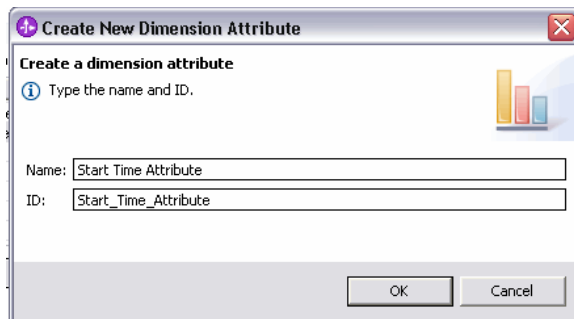 Create New Dimension Attribute
Create a dimension attribute
Type the name and ID.
Name: Start Time Attribute
ID: Start_Time_Attribute
OK Cancel